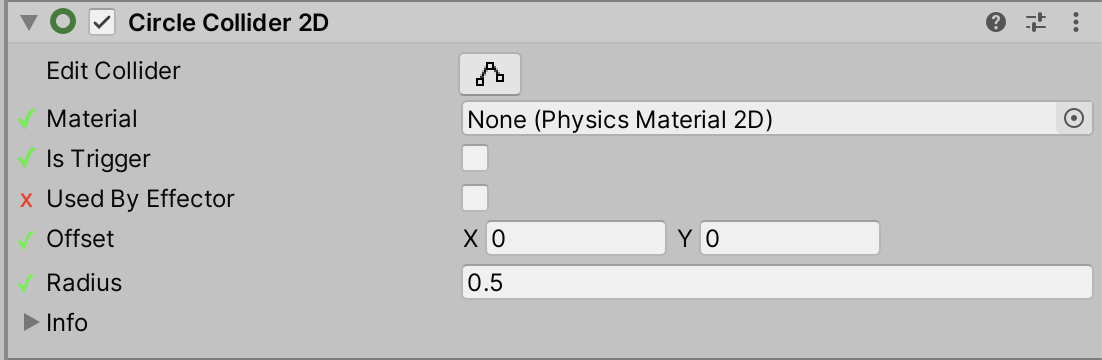 Circle Collider 2D
Edit Collider
Material None (Physics Material 2D)
Is Trigger
x Used By Effector
Offset X 0 Y 0
Radius 0.5
Info